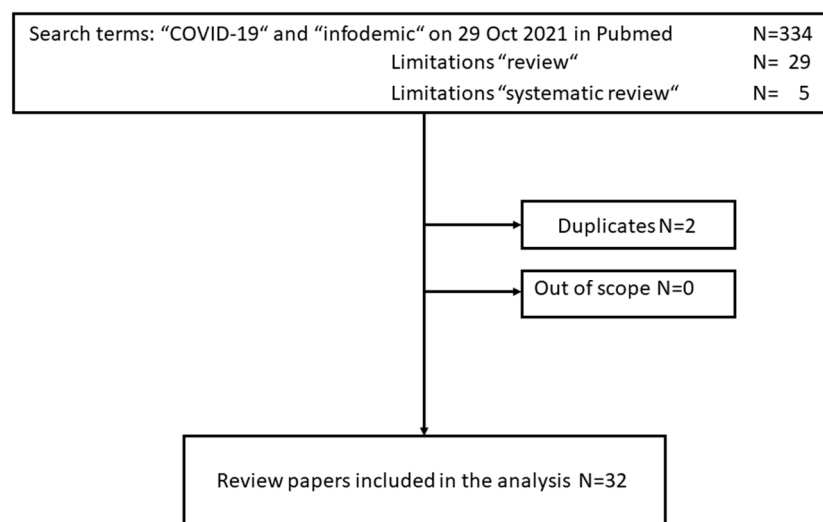 Search terms: “COVID-19“ and “infodemic“ on 29 Oct 2021 in Pubmed N=334
Limitations “review“ N= 29
Limitations “systematic review“ N= 5
Duplicates N=2
Out of scope N=0
Review papers included in the analysis N=32